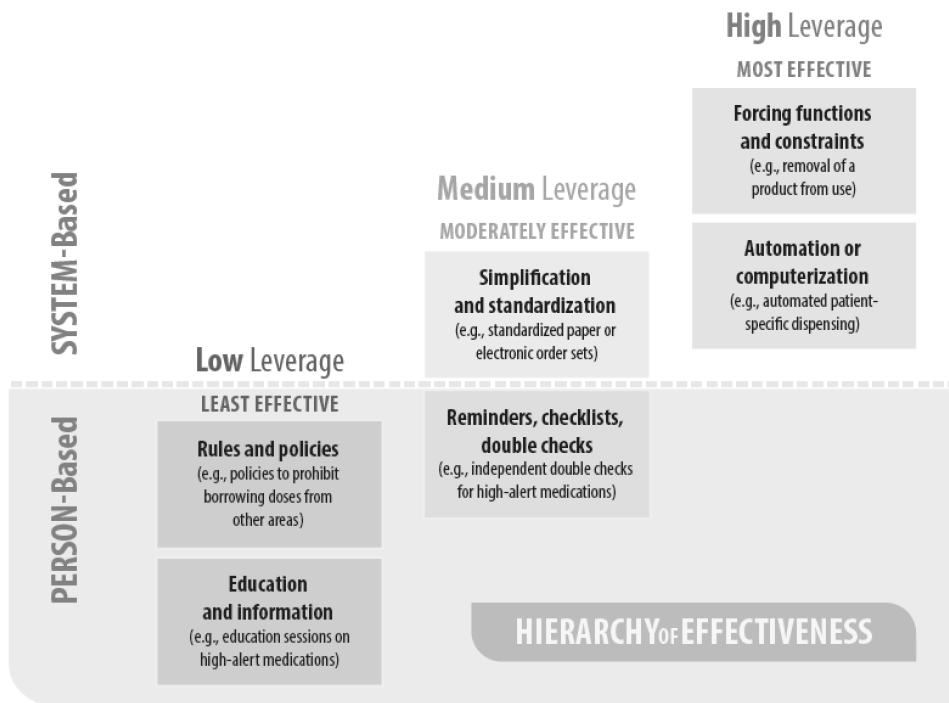 High Leverage
MOST EFFECTIVE
Forcing functions
and constraints
(e.g., removal of a
product from use)
Automation or
computerization
(e.g., automated patient-
specific dispensing)
Medium Leverage
MODERATELY EFFECTIVE
Simplification
and standardization
(e.g., standardized paper or
electronic order sets)
Reminders, checklists,
double checks
(e.g., independent double checks
for high-alert medications)
Low Leverage
LEAST EFFECTIVE
Rules and policies
(e.g., policies to prohibit
borrowing doses from
other areas)
Education
and information
(e.g., education sessions on
high-alert medications)
SYSTEM-Based
PERSON-Based
HIERARCHY OF EFFECTIVENESS